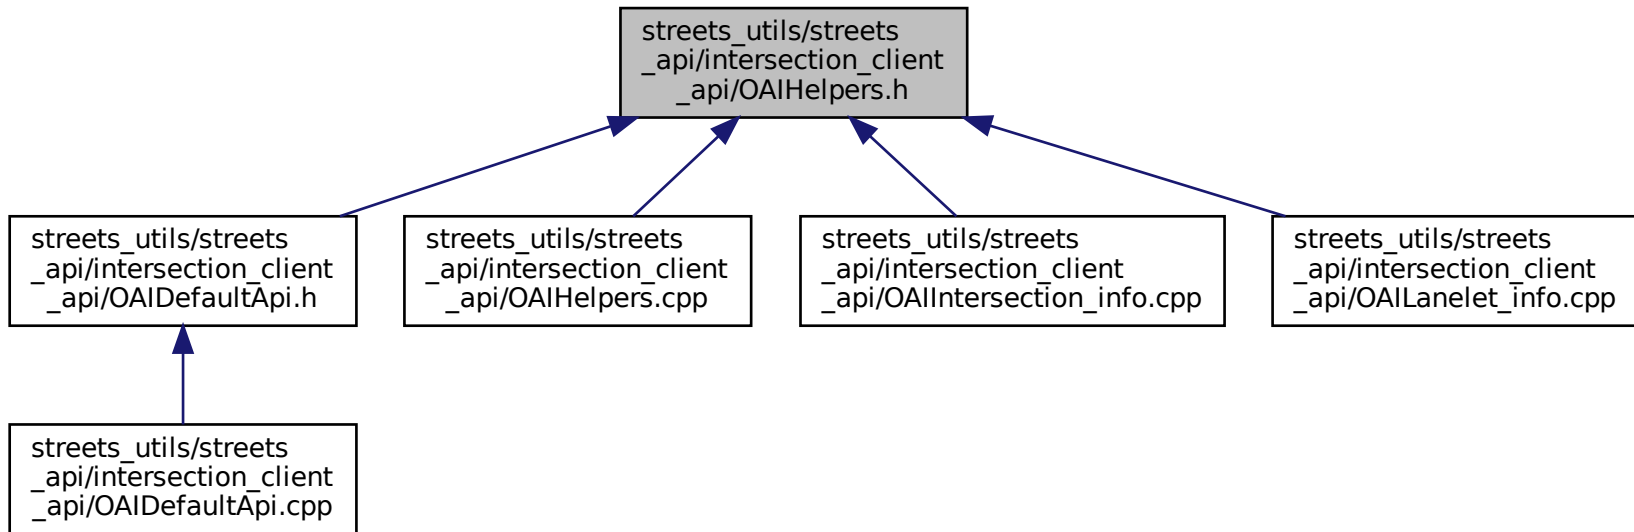 streets_utils/streets
_api/intersection_client
_api/OAIHelpers.h
streets_utils/streets
_api/intersection_client
_api/OAIDefaultApi.h
streets_utils/streets
_api/intersection_client
_api/OAIHelpers.cpp
streets_utils/streets
_api/intersection_client
_api/OAIIntersection_info.cpp
streets_utils/streets
_api/intersection_client
_api/OAILanelet_info.cpp
streets_utils/streets
_api/intersection_client
_api/OAIDefaultApi.cpp